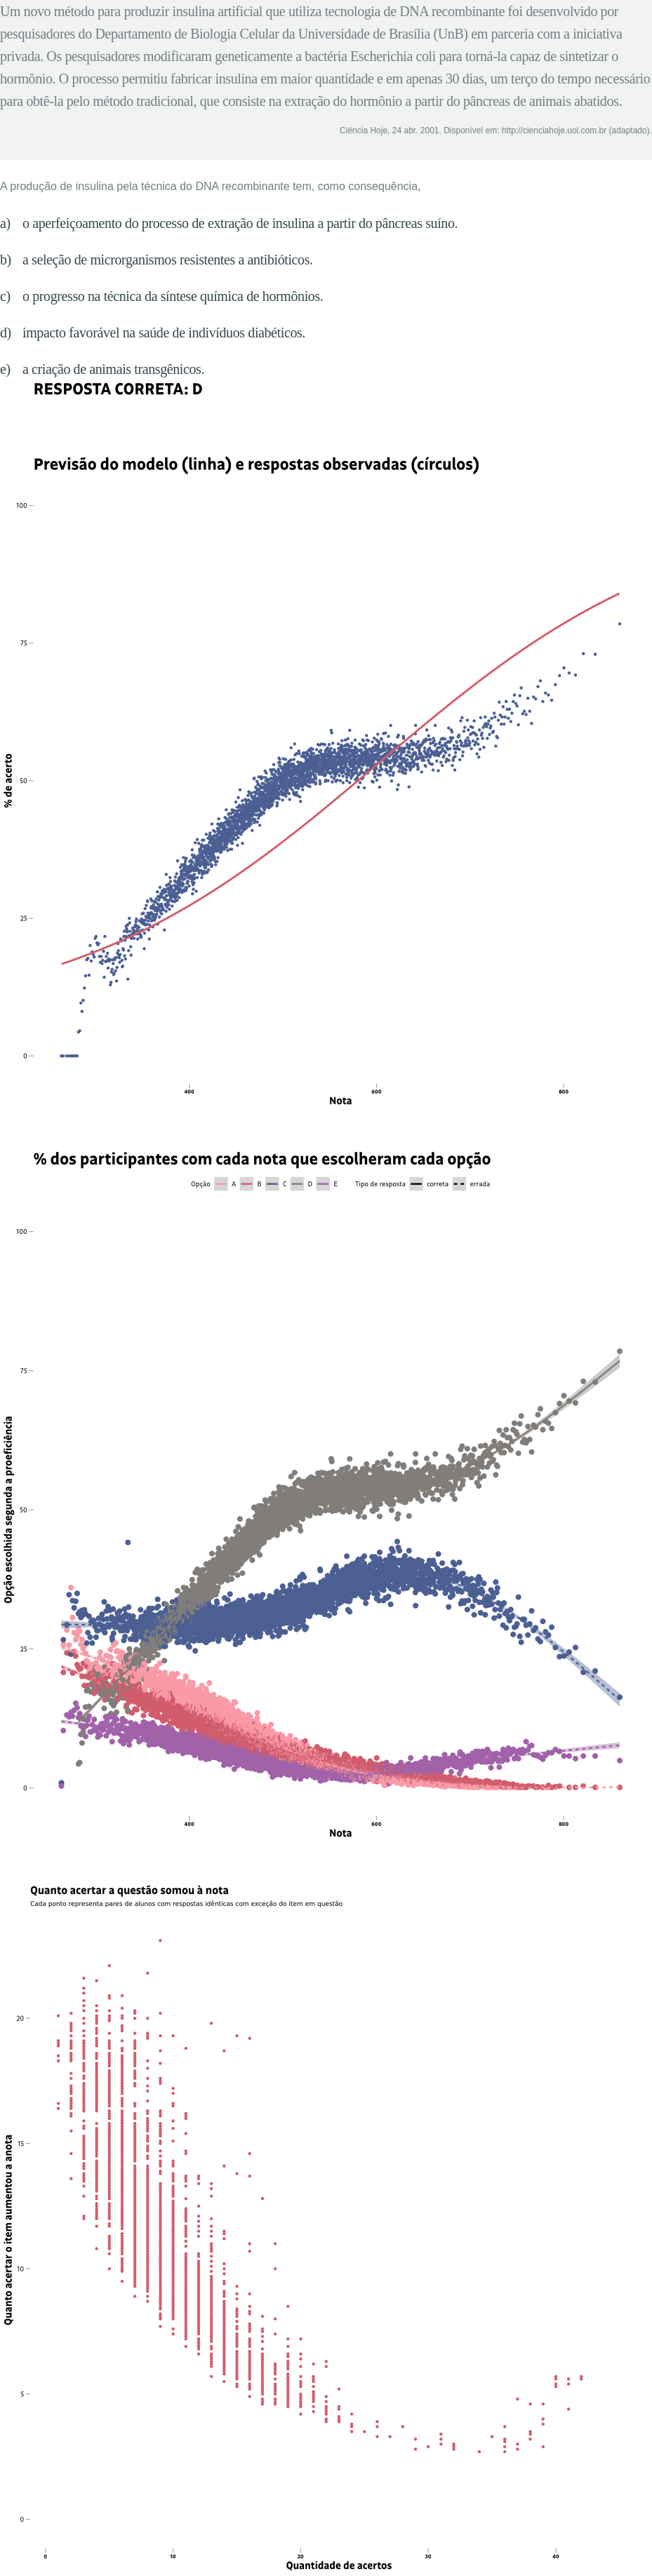 Um novo método para produzir insulina artificial que utiliza tecnologia de DNA recombinante foi desenvolvido por
pesquisadores do Departamento de Biologia Celular da Universidade de Brasília (UnB) em parceria com a iniciativa
privada. Os pesquisadores modificaram geneticamente a bactéria Escherichia coli para torná-la capaz de sintetizar o
hormônio. O processo permitiu fabricar insulina em maior quantidade e em apenas 30 dias, um terço do tempo necessário
para obtê-la pelo método tradicional, que consiste na extração do hormônio a partir do pâncreas de animais abatidos.
Ciência Hoje, 24 abr. 2001. Disponível em: http://cienciahoje.uol.com.br (adaptado).
A produção de insulina pela técnica do DNA recombinante tem, como consequência,
a) o aperfeiçoamento do processo de extração de insulina a partir do pâncreas suíno.
b) a seleção de microrganismos resistentes a antibióticos.
c) o progresso na técnica da síntese química de hormônios.
d) impacto favorável na saúde de indivíduos diabéticos.
e) a criação de animais transgênicos.
RESPOSTA CORRETA: D
Previsão do modelo (linha) e respostas observadas (círculos)
100
75
50
25
0
% de acerto
400 600 800
Nota
% dos participantes com cada nota que escolheram cada opção
Opção A B C D E Tipo de resposta correta errada
100
75
50
25
0
Opção escolhida segunda a proeficiência
400 600 800
Nota
Quanto acertar a questão somou à nota
Cada ponto representa pares de alunos com respostas idênticas com exceção do item em questão
20
15
10
5
0
Quanto acertar o item aumentou a anota
0 10 20 30 40
Quantidade de acertos